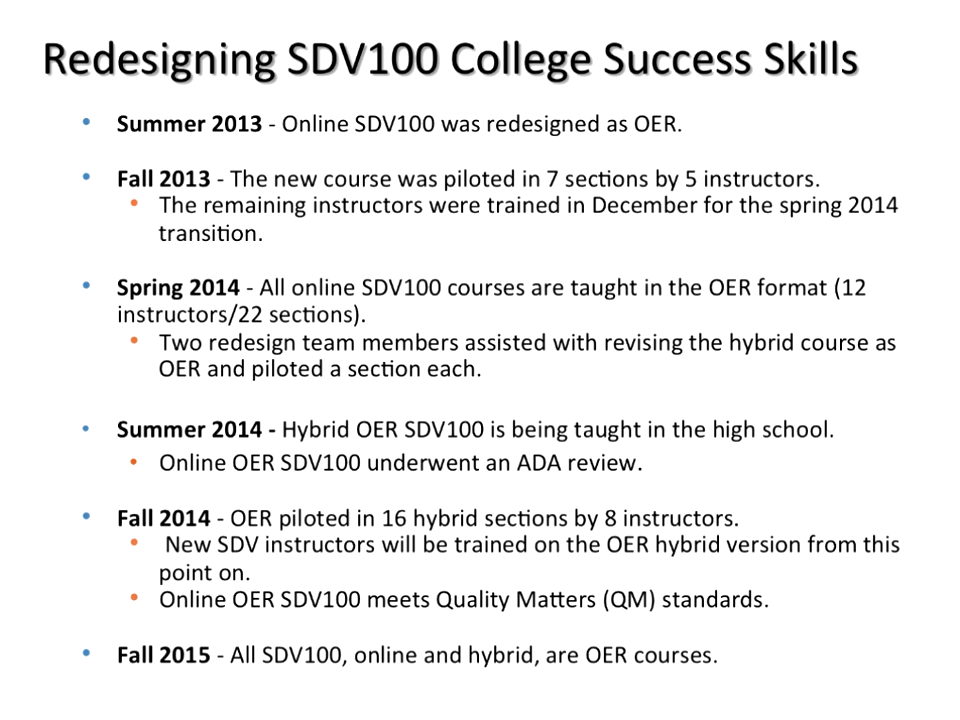 Redesigning SDV100 College Success Skills
• Summer 2013 - Online SDV100 was redesigned as OER.
• Fall 2013 - The new course was piloted in 7 sections by 5 instructors.
• The remaining instructors were trained in December for the spring 2014
transition.
• Spring 2014 - All online SDV100 courses are taught in the OER format (12
instructors/22 sections).
• Two redesign team members assisted with revising the hybrid course as
OER and piloted a section each.
• Summer 2014 - Hybrid OER SDV100 is being taught in the high school.
• Online OER SDV100 underwent an ADA review.
• Fall 2014 - OER piloted in 16 hybrid sections by 8 instructors.
• New SDV instructors will be trained on the OER hybrid version from this
point on.
• Online OER SDV100 meets Quality Matters (QM) standards.
• Fall 2015 - All SDV100, online and hybrid, are OER courses.